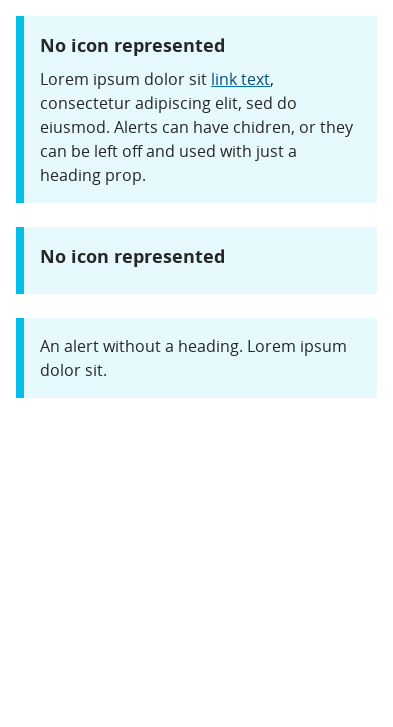 No icon represented
Lorem ipsum dolor sit link text,
consectetur adipiscing elit, sed do
eiusmod. Alerts can have chidren, or they
can be left off and used with just a
heading prop.
No icon represented
An alert without a heading. Lorem ipsum
dolor sit.